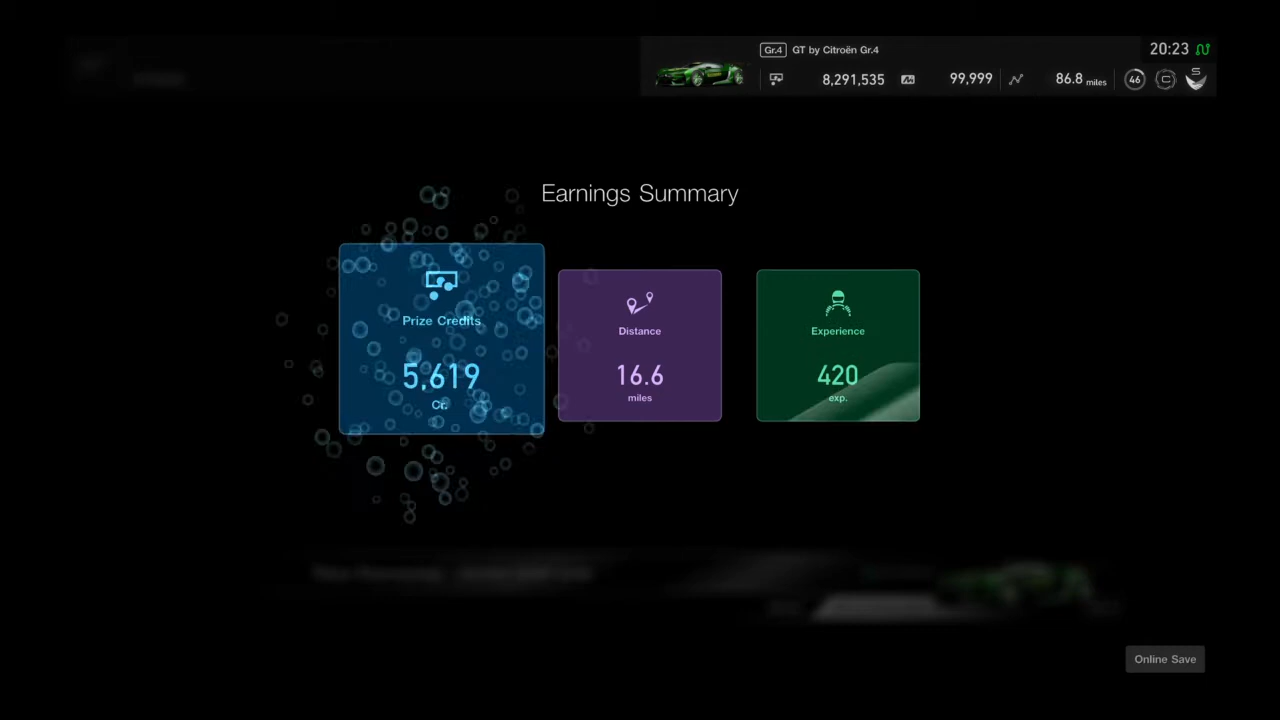 20:23
Gr.4 GT by Citroën Gr.4
8,291,535 99,999 86.8 miles 46 C S
Earnings Summary
Prize Credits
5,619
Cr.
Distance
16.6
miles
Experience
420
exp.
Online Save